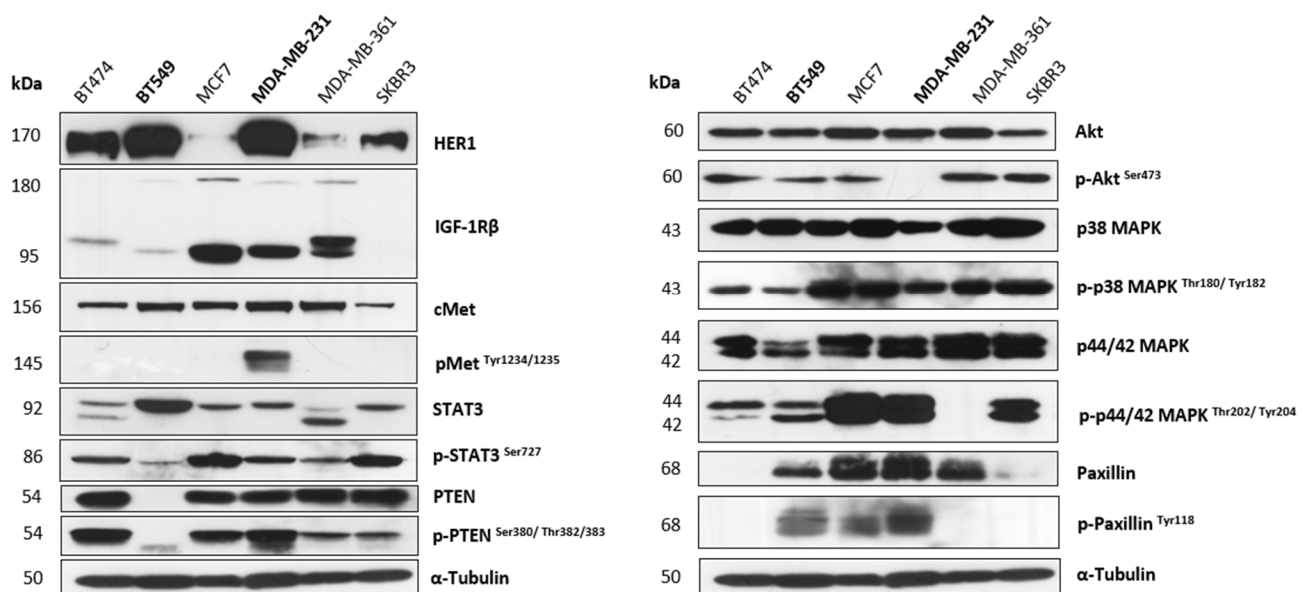 kDa BT474 BT549 MCF7 MDA-MB-231 MDA-MB-361 SKBR3
170 HER1
180
IGF-1Rβ
95
156 cMet
145 pMet Tyr1234/1235
92 STAT3
86 p-STAT3 Ser727
54 PTEN
54 p-PTEN Ser380/ Thr382/383
50 α-Tubulin
kDa BT474 BT549 MCF7 MDA-MB-231 MDA-MB-361 SKBR3
60 Akt
60 p-Akt Ser473
43 p38 MAPK
43 p-p38 MAPK Thr180/ Tyr182
44
42 p44/42 MAPK
44
42 p-p44/42 MAPK Thr202/ Tyr204
68 Paxillin
68 p-Paxillin Tyr118
50 α-Tubulin